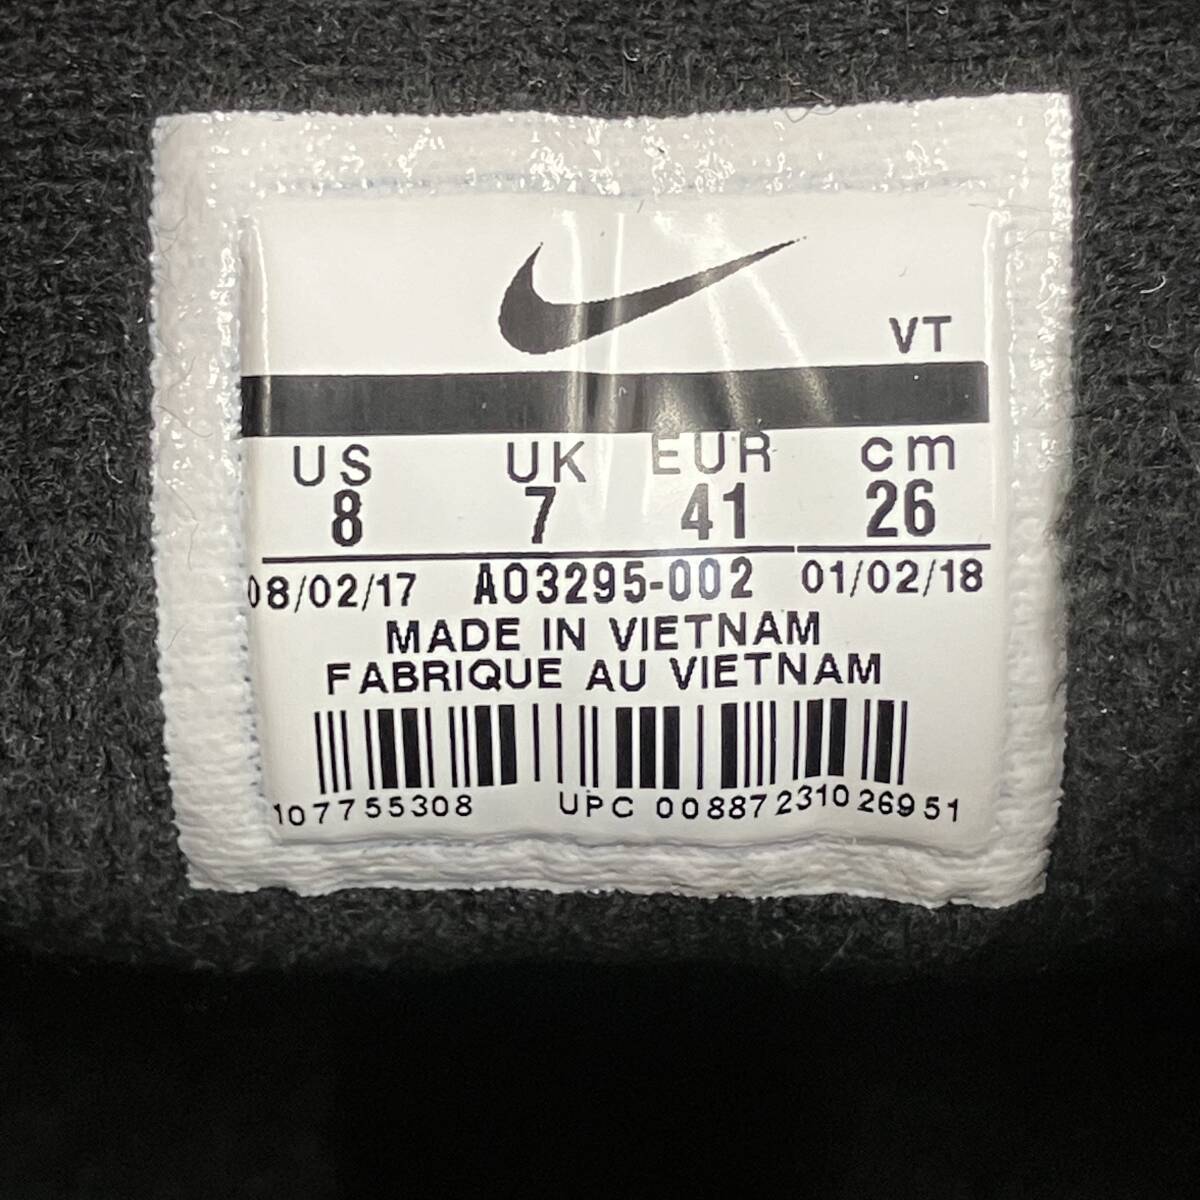 VT
US UK EUR cm
8 7 41 26
08/02/17 AO3295-002 01/02/18
MADE IN VIETNAM
FABRIQUE AU VIETNAM
107755308 UPC 00887231026951